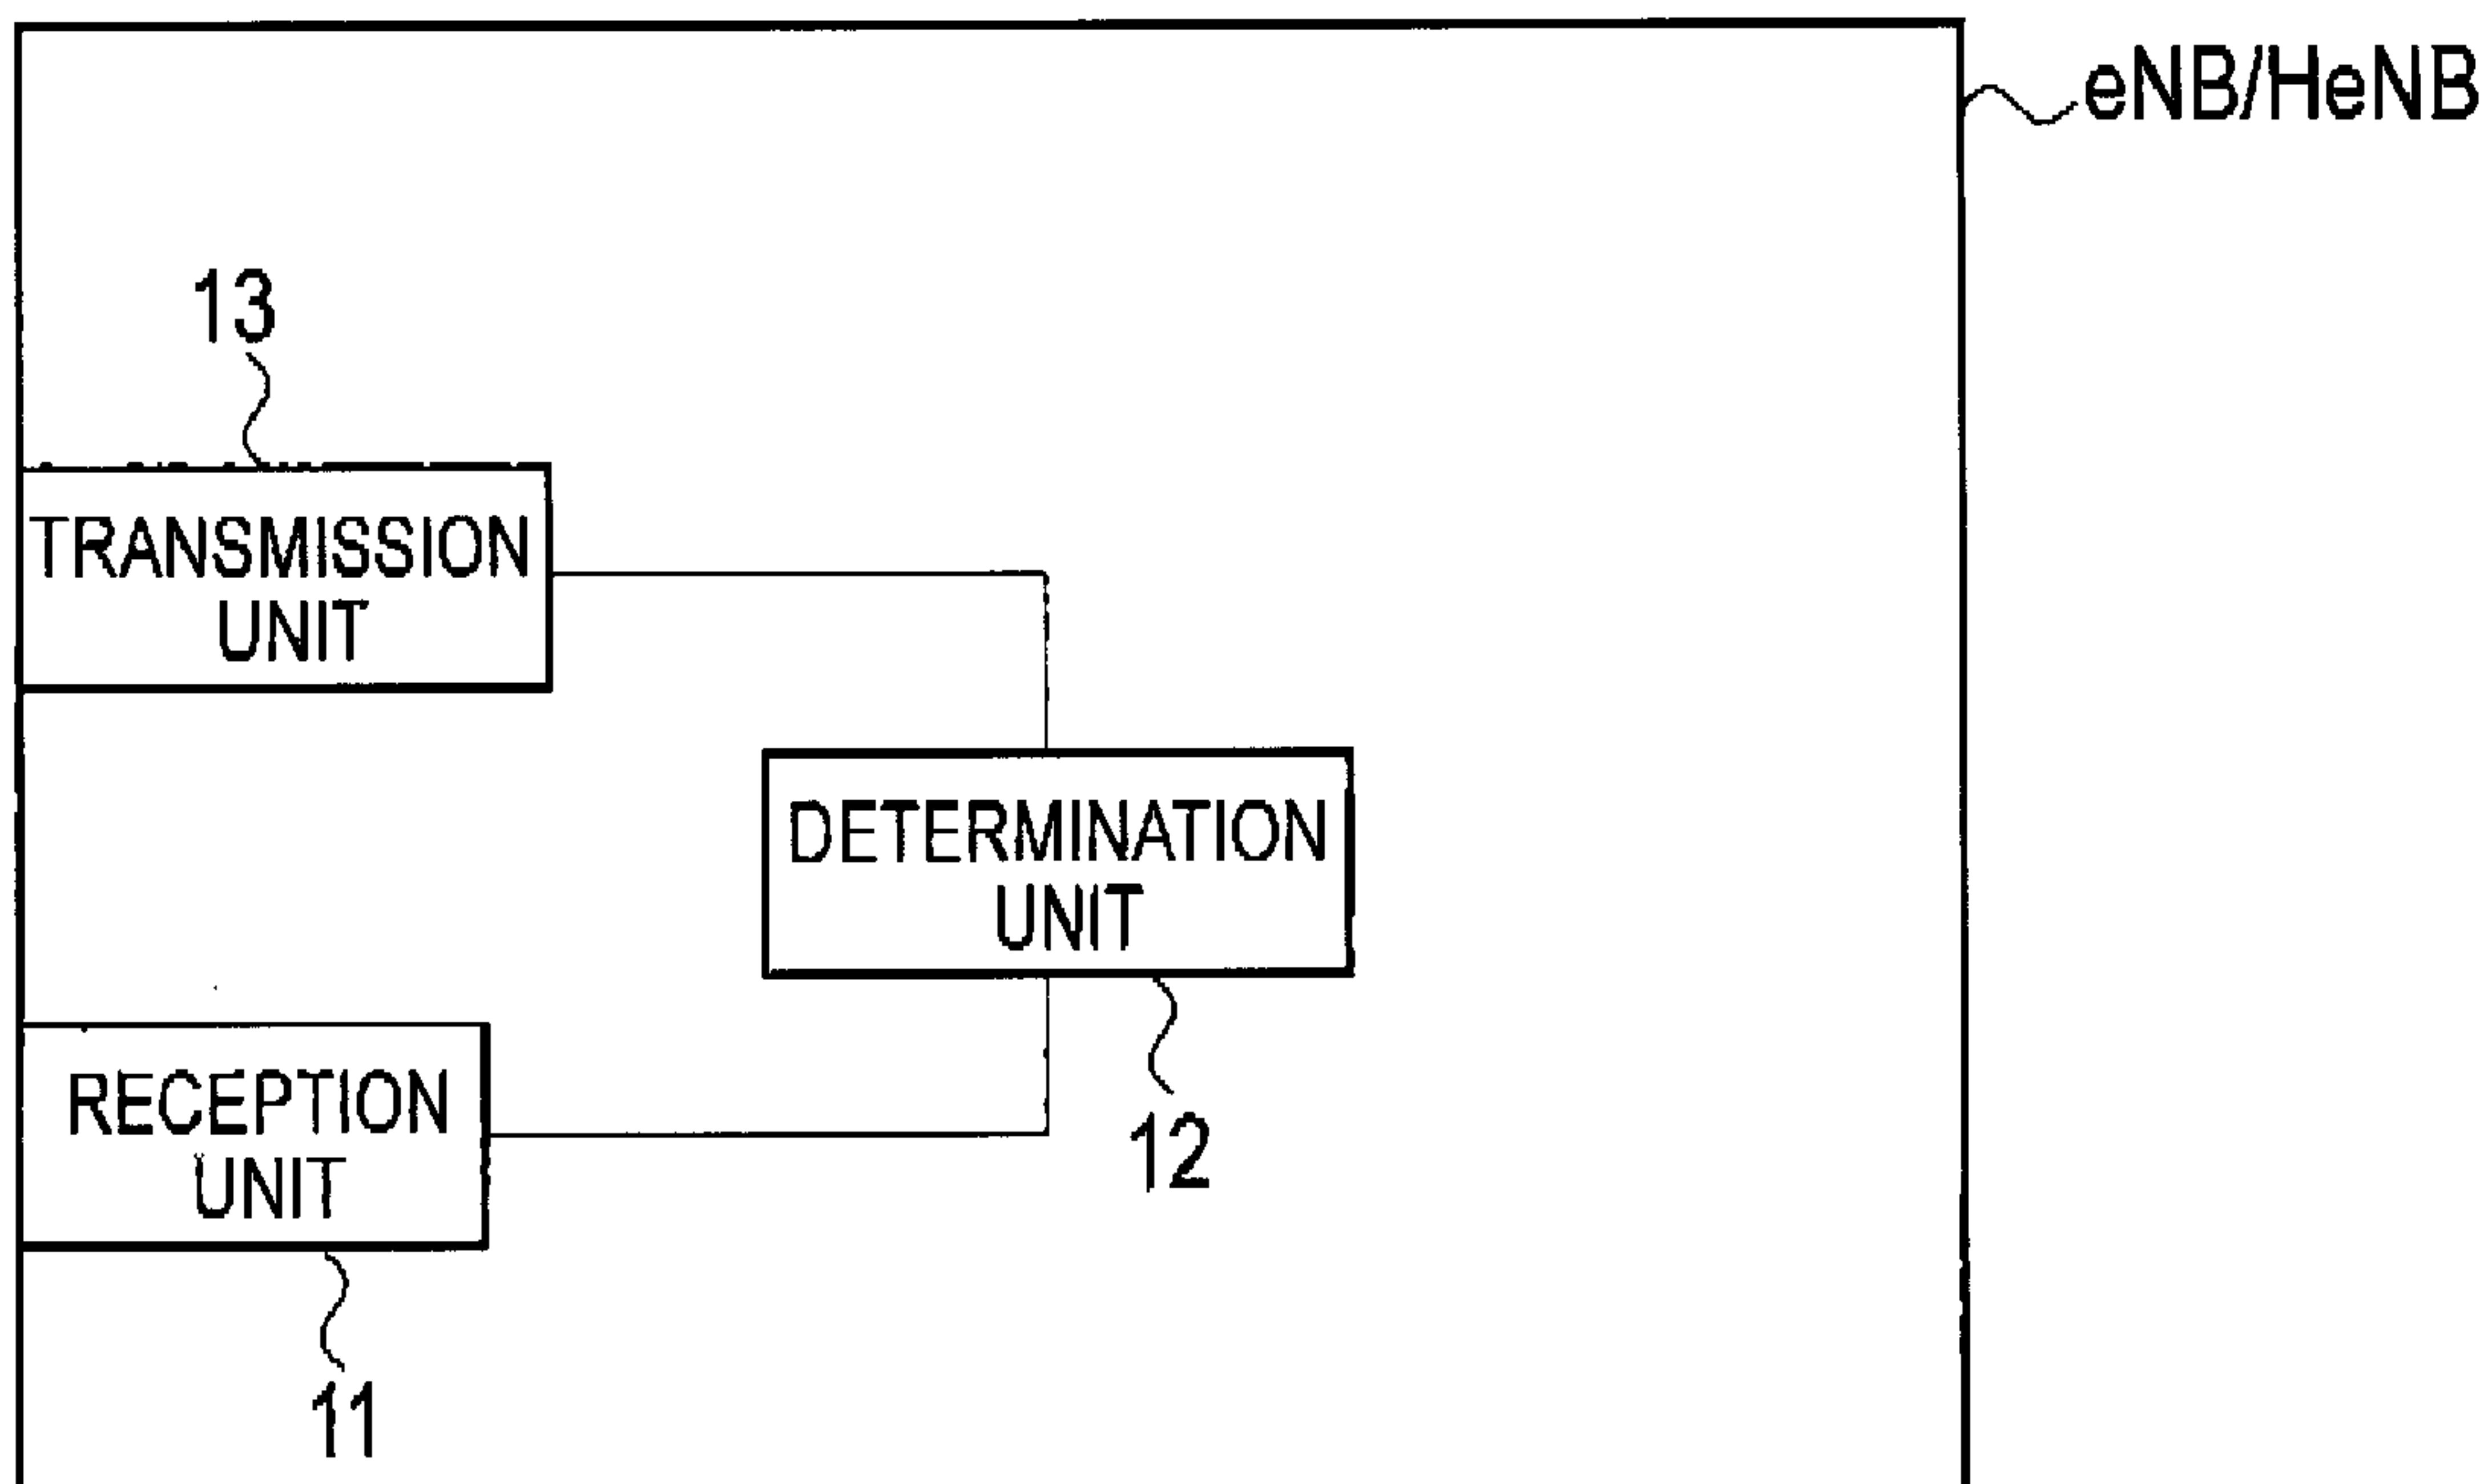 eNB/HeNB
13
TRANSMISSION
UNIT
DETERMINATION
UNIT
RECEPTION
UNIT
12
11